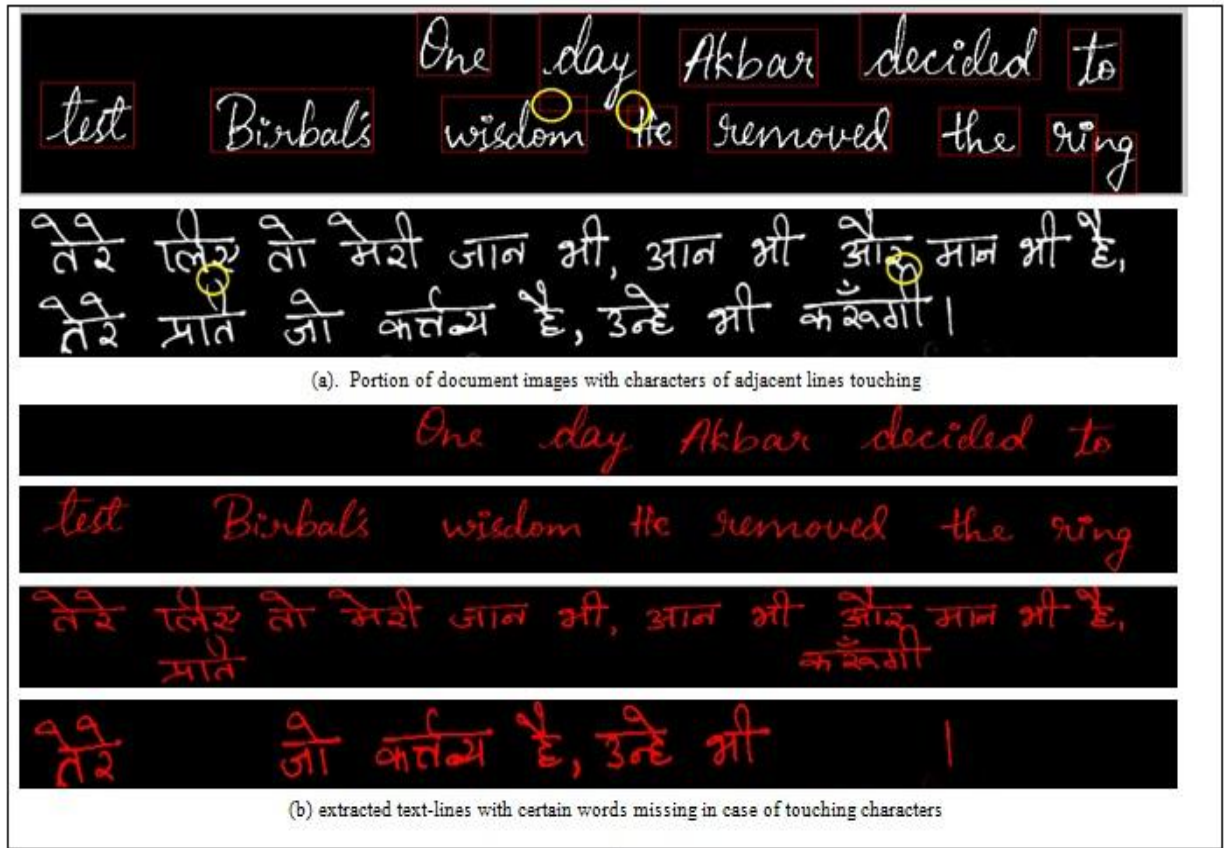 One day Akbar decided to
test Birbal's wisdom He removed the ring
तेरे लिए तो मेरी जान भी, आन भी और मान भी है,
तेरे प्रति जो कर्त्तव्य है, उन्हे भी करूँगी।
(a). Portion of document images with characters of adjacent lines touching
One day Akbar decided to
test Birbal's wisdom He removed the ring
तेरे लिए तो मेरी जान भी, आन भी और मान भी है,
प्रति करूँगी
तेरे जो कर्त्तव्य है, उन्हे भी ।
(b) extracted text-lines with certain words missing in case of touching characters